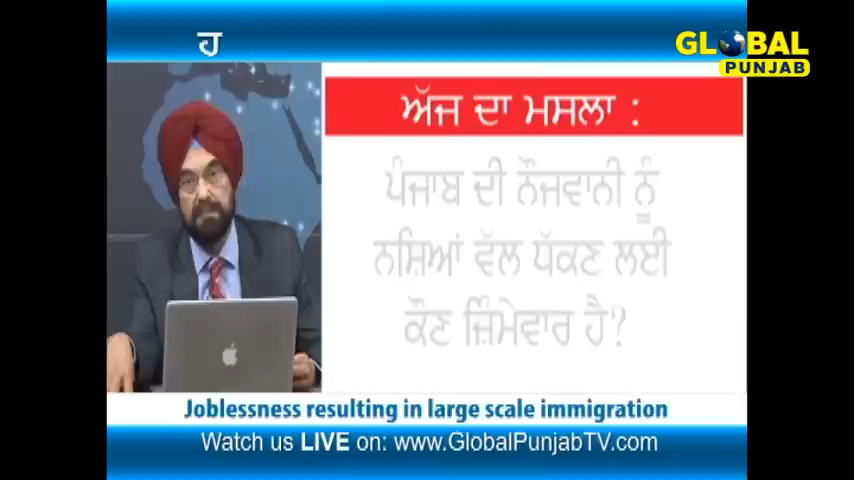 ਹ
GLOBAL
PUNJAB
ਅੱਜ ਦਾ ਮਸਲਾ :
ਪੰਜਾਬ ਦੀ ਨੌਜਵਾਨੀ ਨੂੰ
ਨਸ਼ਿਆਂ ਵੱਲ ਧੱਕਣ ਲਈ
ਕੌਣ ਜ਼ਿੰਮੇਵਾਰ ਹੈ?
Joblessness resulting in large scale immigration
Watch us LIVE on: www.GlobalPunjabTV.com